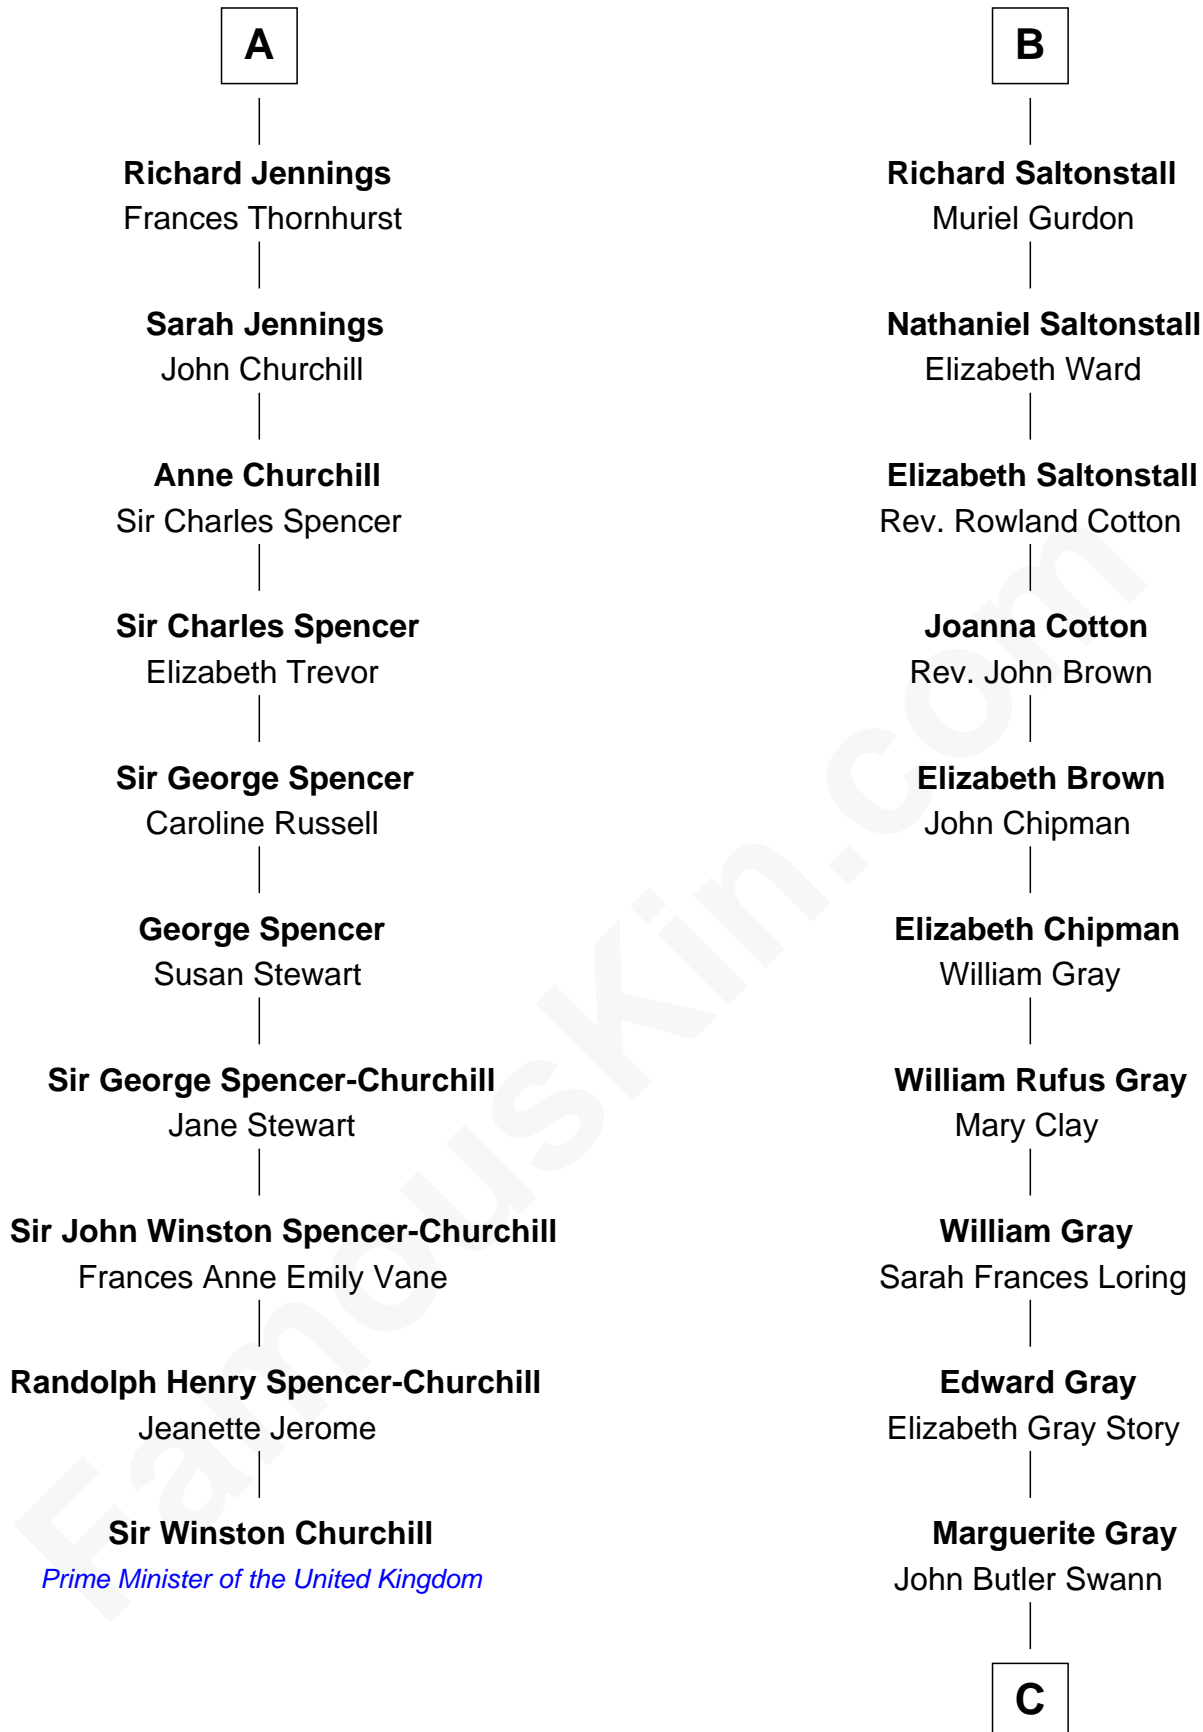 A
Richard Jennings
Frances Thornhurst
Sarah Jennings
John Churchill
Anne Churchill
Sir Charles Spencer
Sir Charles Spencer
Elizabeth Trevor
Sir George Spencer
Caroline Russell
George Spencer
Susan Stewart
Sir George Spencer-Churchill
Jane Stewart
Sir John Winston Spencer-Churchill
Frances Anne Emily Vane
Randolph Henry Spencer-Churchill
Jeanette Jerome
Sir Winston Churchill
Prime Minister of the United Kingdom
B
Richard Saltonstall
Muriel Gurdon
Nathaniel Saltonstall
Elizabeth Ward
Elizabeth Saltonstall
Rev. Rowland Cotton
Joanna Cotton
Rev. John Brown
Elizabeth Brown
John Chipman
Elizabeth Chipman
William Gray
William Rufus Gray
Mary Clay
William Gray
Sarah Frances Loring
Edward Gray
Elizabeth Gray Story
Marguerite Gray
John Butler Swann
C
FamousKin.com